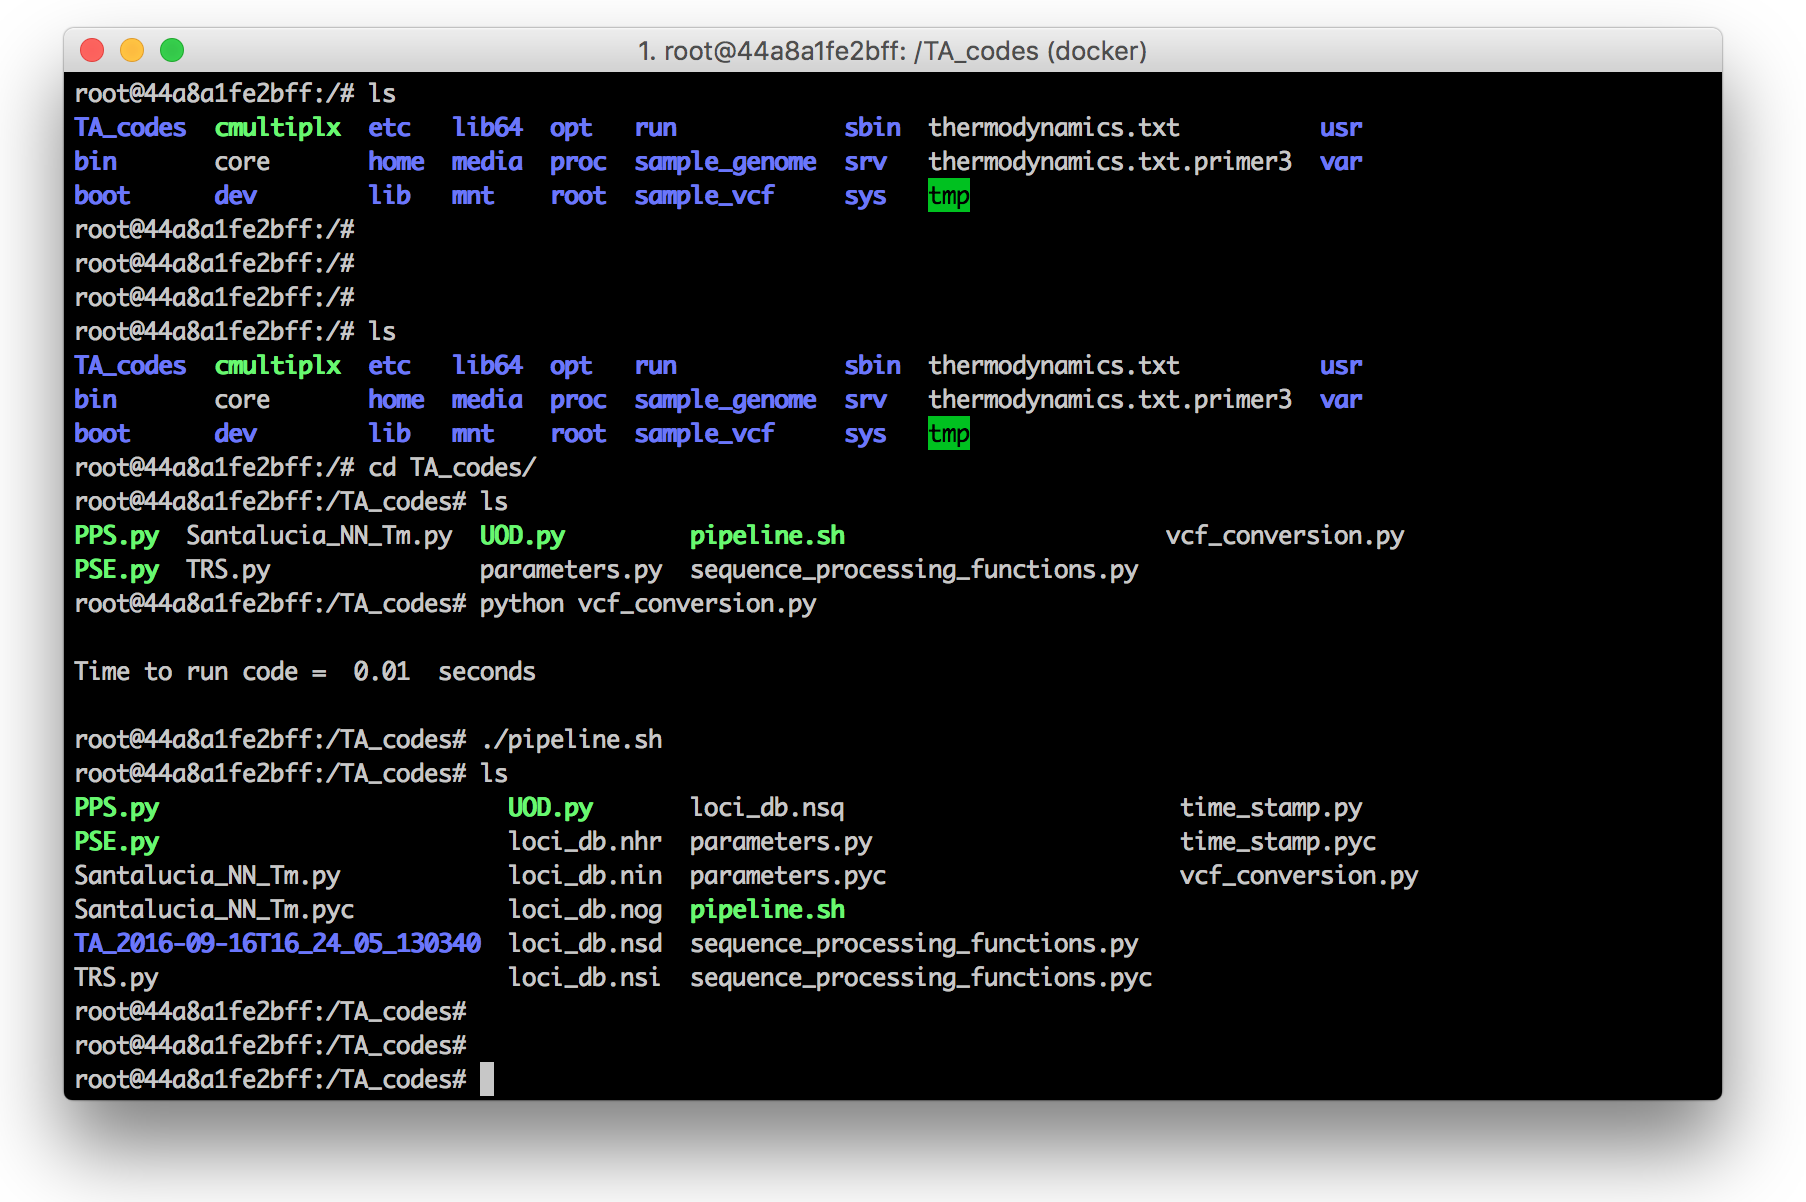 1. root@44a8a1fe2bff: /TA_codes (docker)
root@44a8a1fe2bff:/# ls
TA_codes  cmultiplx  etc   lib64  opt   run            sbin  thermodynamics.txt          usr
bin       core       home  media  proc  sample_genome  srv   thermodynamics.txt.primer3  var
boot      dev        lib   mnt    root  sample_vcf     sys   tmp
root@44a8a1fe2bff:/#
root@44a8a1fe2bff:/#
root@44a8a1fe2bff:/#
root@44a8a1fe2bff:/# ls
TA_codes  cmultiplx  etc   lib64  opt   run            sbin  thermodynamics.txt          usr
bin       core       home  media  proc  sample_genome  srv   thermodynamics.txt.primer3  var
boot      dev        lib   mnt    root  sample_vcf     sys   tmp
root@44a8a1fe2bff:/# cd TA_codes/
root@44a8a1fe2bff:/TA_codes# ls
PPS.py  Santalucia_NN_Tm.py  UOD.py         pipeline.sh                       vcf_conversion.py
PSE.py  TRS.py               parameters.py  sequence_processing_functions.py
root@44a8a1fe2bff:/TA_codes# python vcf_conversion.py
Time to run code =  0.01  seconds
root@44a8a1fe2bff:/TA_codes# ./pipeline.sh
root@44a8a1fe2bff:/TA_codes# ls
PPS.py                         UOD.py       loci_db.nsq                        time_stamp.py
PSE.py                         loci_db.nhr  parameters.py                      time_stamp.pyc
Santalucia_NN_Tm.py            loci_db.nin  parameters.pyc                     vcf_conversion.py
Santalucia_NN_Tm.pyc           loci_db.nog  pipeline.sh
TA_2016-09-16T16_24_05_130340  loci_db.nsd  sequence_processing_functions.py
TRS.py                         loci_db.nsi  sequence_processing_functions.pyc
root@44a8a1fe2bff:/TA_codes#
root@44a8a1fe2bff:/TA_codes#
root@44a8a1fe2bff:/TA_codes#